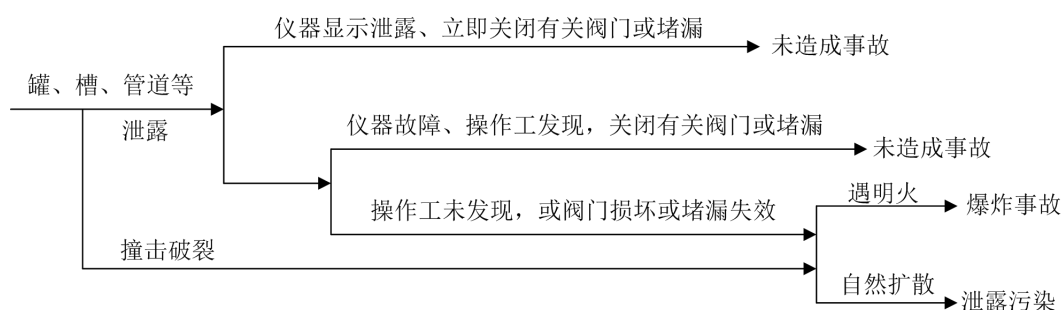 仪器显示泄露、立即关闭有关阀门或堵漏
未造成事故
罐、槽、管道等
泄露
仪器故障、操作工发现，关闭有关阀门或堵漏
未造成事故
操作工未发现，或阀门损坏或堵漏失效
遇明火
爆炸事故
撞击破裂
自然扩散
泄露污染